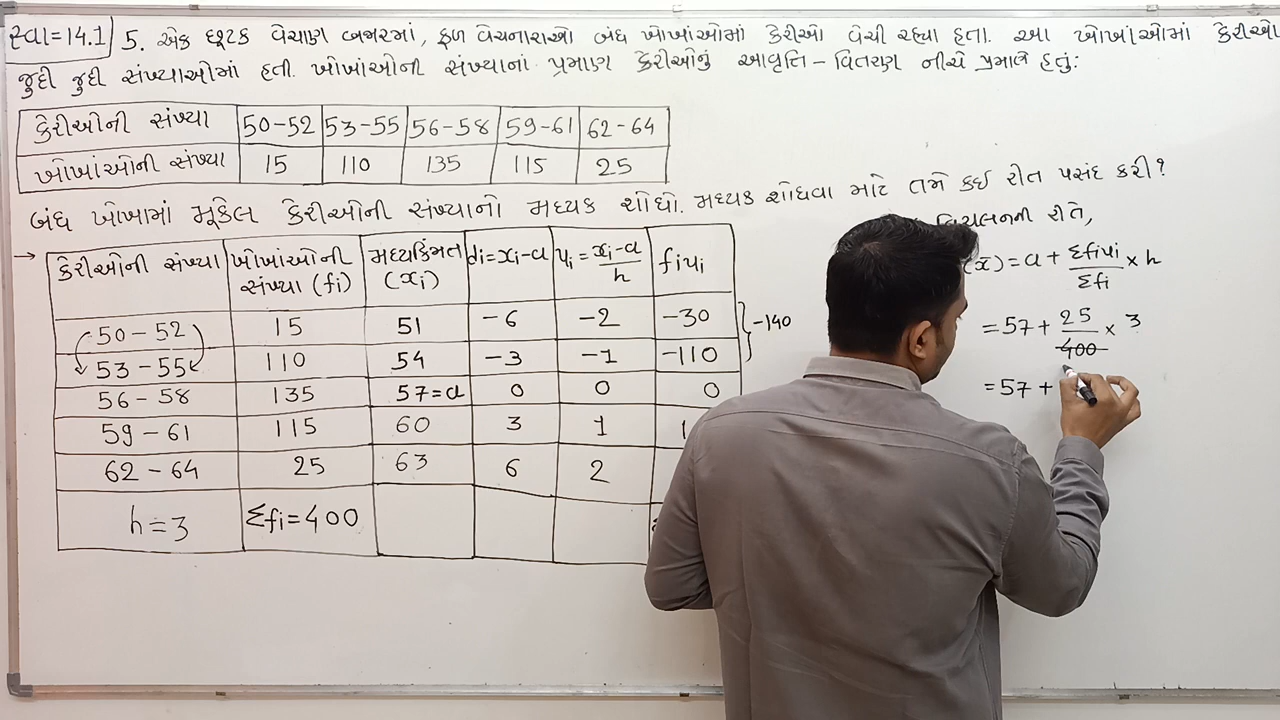 સ્વા=14.1 5. એક છૂટક વેચાણ બજારમાં, ફળ વેચનારાઓ બંધ ખોખાંઓમાં કેરીઓ વેચી રહ્યા હતા. આ ખોખાંઓમાં કેરીઓ
જુદી જુદી સંખ્યાઓમાં હતી. ખોખાંઓની સંખ્યાનાં પ્રમાણે કેરીઓનું આવૃત્તિ-વિતરણ નીચે પ્રમાણે હતું:
કેરીઓની સંખ્યા 50-52 53-55 56-58 59-61 62-64
ખોખાંઓની સંખ્યા 15 110 135 115 25
બંધ ખોખામાં મૂકેલ કેરીઓની સંખ્યાનો મધ્યક શોધો. મધ્યક શોધવા માટે તમે કઈ રીત પસંદ કરી?
→ કેરીઓની સંખ્યા ખોખાંઓની સંખ્યા (fi) મધ્યકિંમત (xi) di=xi-a ui=xi-a/h fiui
50-52 15 51 -6 -2 -30
53-55 110 54 -3 -1 -110
-140
56-58 135 57=a 0 0 0
59-61 115 60 3 1
62-64 25 63 6 2
h=3 Σfi=400
વિચલનની રીતે,
(x̄)=a+Σfiui/Σfi×h
=57+25/400×3
=57+